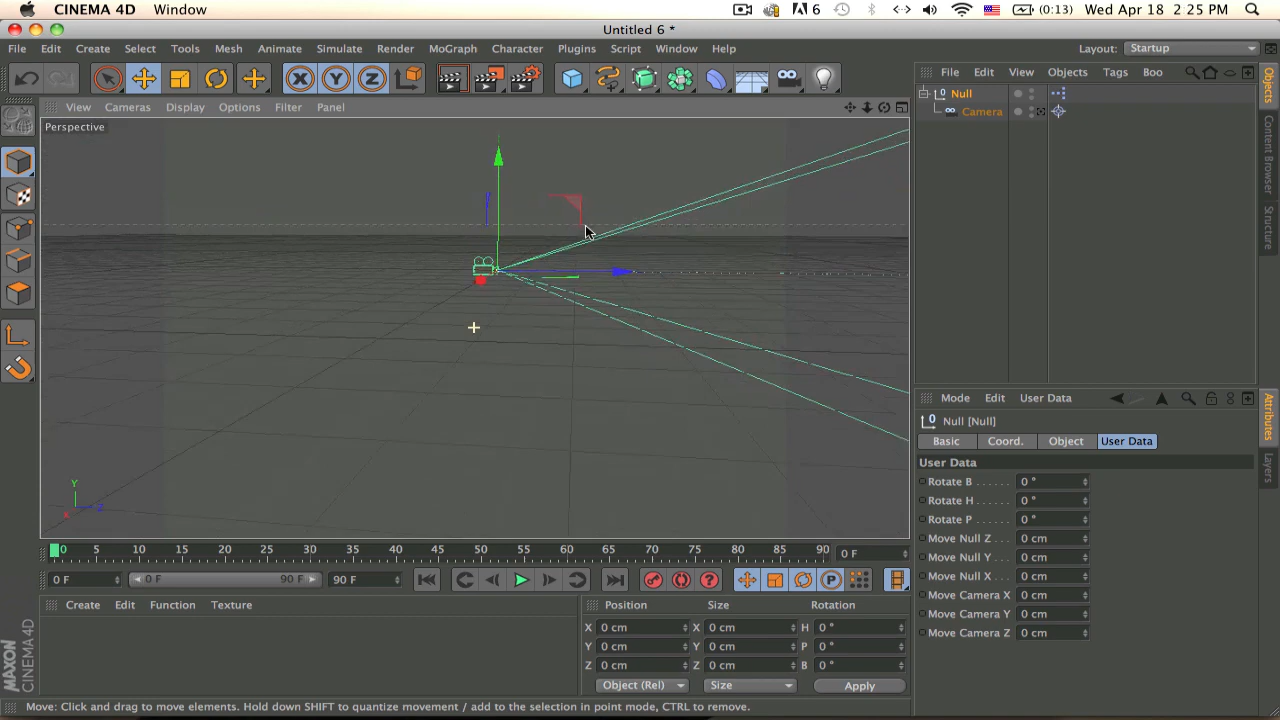 CINEMA 4D Window 6 (0:13) Wed Apr 18 2:25 PM
Untitled 6 *
File Edit Create Select Tools Mesh Animate Simulate Render MoGraph Character Plugins Script Window Help Layout: Startup
X Y Z
File Edit View Objects Tags Boo
View Cameras Display Options Filter Panel
Null
Camera
Perspective
Objects
Structure
Content Browser
Mode Edit User Data
Null [Null]
Basic Coord. Object User Data
Attributes
Layers
User Data
Rotate B 0 °
Rotate H 0 °
Rotate P 0 °
Move Null Z 0 cm
Move Null Y 0 cm
Move Null X 0 cm
Move Camera X 0 cm
Move Camera Y 0 cm
Move Camera Z 0 cm
Y
Z
X
0 5 10 15 20 25 30 35 40 45 50 55 60 65 70 75 80 85 90 0 F
0 F 0 F 90 F 90 F P
Create Edit Function Texture
Position Size Rotation
X 0 cm X 0 cm H 0 °
Y 0 cm Y 0 cm P 0 °
Z 0 cm Z 0 cm B 0 °
Object (Rel) Size Apply
MAXON CINEMA 4D
Move: Click and drag to move elements. Hold down SHIFT to quantize movement / add to the selection in point mode, CTRL to remove.